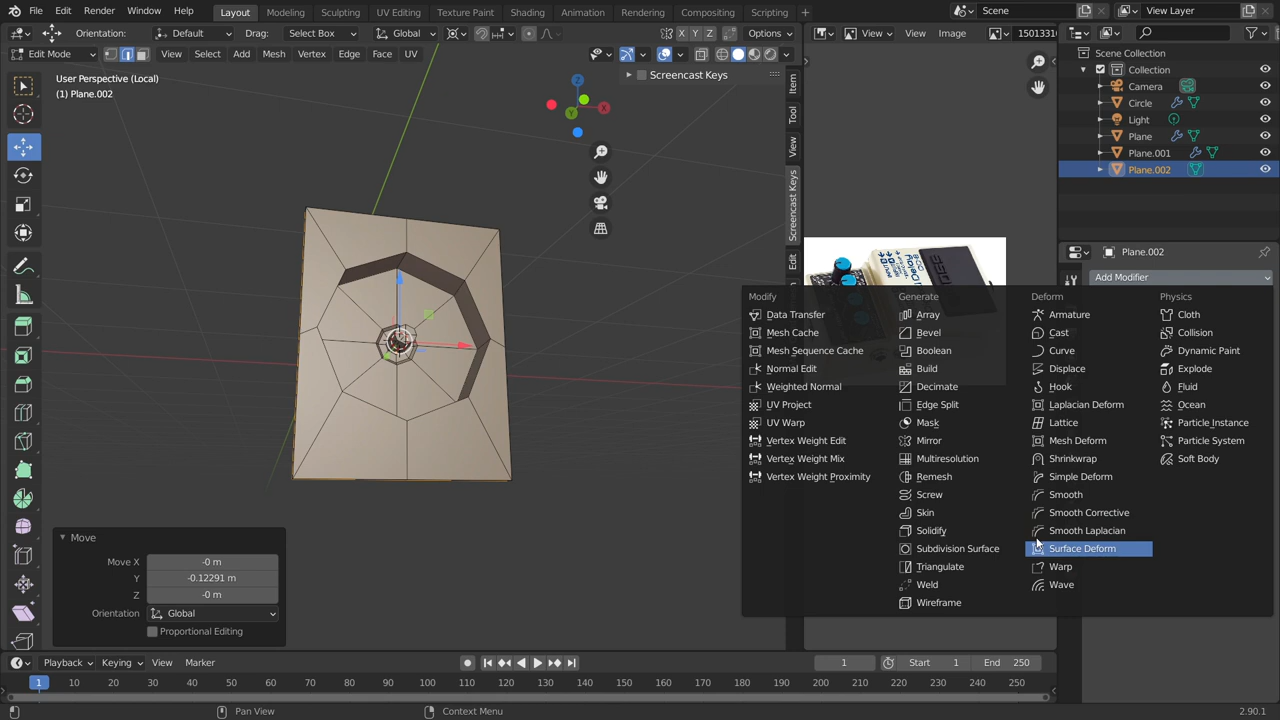 File Edit Render Window Help Layout Modeling Sculpting UV Editing Texture Paint Shading Animation Rendering Compositing Scripting + Scene View Layer
Orientation: Default Drag: Select Box Global X Y Z Options View View Image 1501331
Edit Mode View Select Add Mesh Vertex Edge Face UV
Scene Collection
Collection
Camera
Circle
Light
Plane
Plane.001
Plane.002
User Perspective (Local)
(1) Plane.002
Screencast Keys
Z
X
Y
Item
Tool
View
Screencast Keys
Edit
Plane.002
Add Modifier
Modify
Data Transfer
Mesh Cache
Mesh Sequence Cache
Normal Edit
Weighted Normal
UV Project
UV Warp
Vertex Weight Edit
Vertex Weight Mix
Vertex Weight Proximity
Generate
Array
Bevel
Boolean
Build
Decimate
Edge Split
Mask
Mirror
Multiresolution
Remesh
Screw
Skin
Solidify
Subdivision Surface
Triangulate
Weld
Wireframe
Deform
Armature
Cast
Curve
Displace
Hook
Laplacian Deform
Lattice
Mesh Deform
Shrinkwrap
Simple Deform
Smooth
Smooth Corrective
Smooth Laplacian
Surface Deform
Warp
Wave
Physics
Cloth
Collision
Dynamic Paint
Explode
Fluid
Ocean
Particle Instance
Particle System
Soft Body
Move
Move X -0 m
Y -0.12291 m
Z -0 m
Orientation Global
Proportional Editing
Playback Keying View Marker 1 Start 1 End 250
1 10 20 30 40 50 60 70 80 90 100 110 120 130 140 150 160 170 180 190 200 210 220 230 240 250
Pan View Context Menu 2.90.1